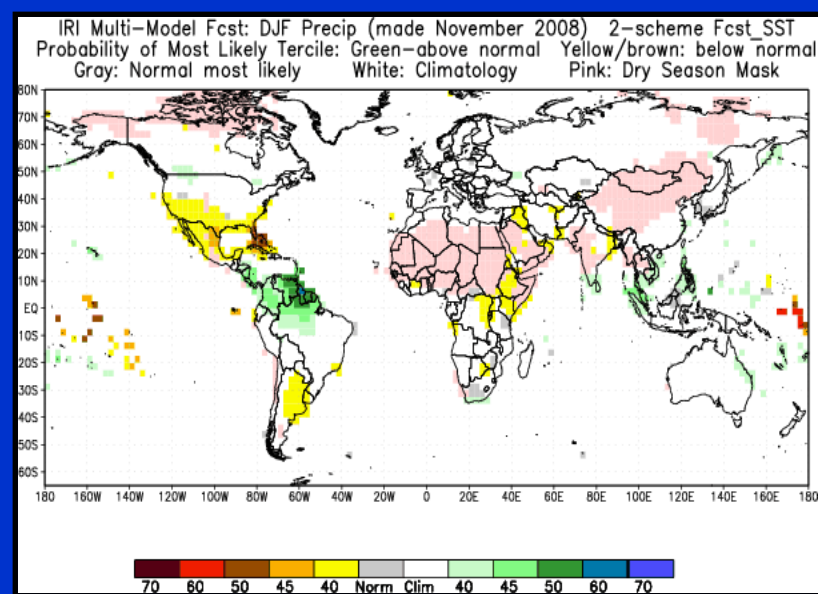 IRI Multi-Model Fcst: DJF Precip (made November 2008) 2-scheme Fcst_SST
Probability of Most Likely Tercile: Green-above normal Yellow/brown: below normal
Gray: Normal most likely White: Climatology Pink: Dry Season Mask
80N
70N
60N
50N
40N
30N
20N
10N
EQ
10S
20S
30S
40S
50S
60S
180 160W 140W 120W 100W 80W 60W 40W 20W 0 20E 40E 60E 80E 100E 120E 140E 160E 180
70 60 50 45 40 Norm Clim 40 45 50 60 70